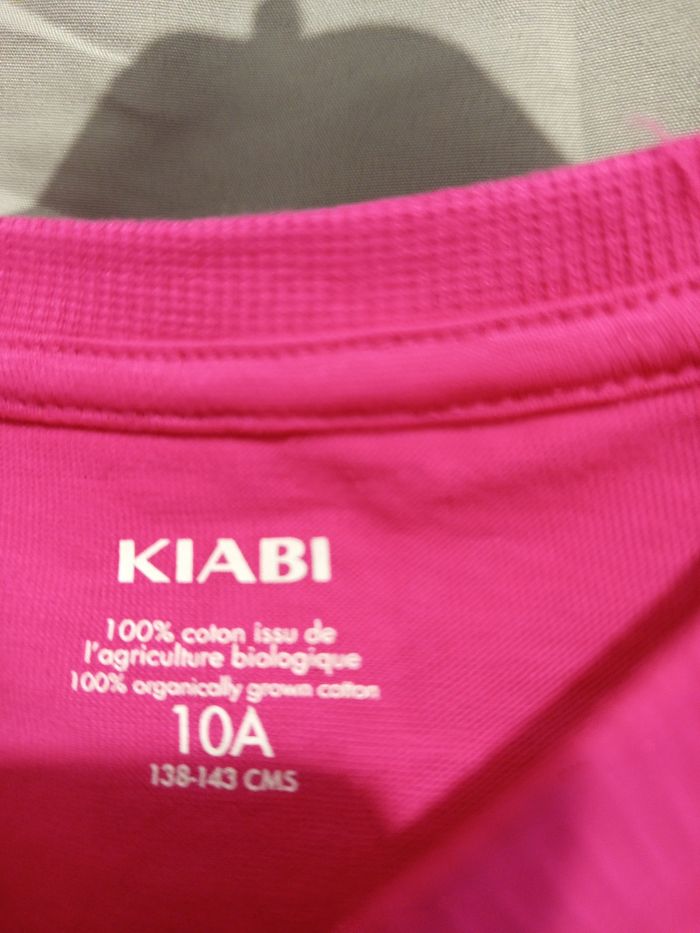 KIABI
100% coton issu de
l'agriculture biologique
100% organically grown cotton
10A
138-143 CMS